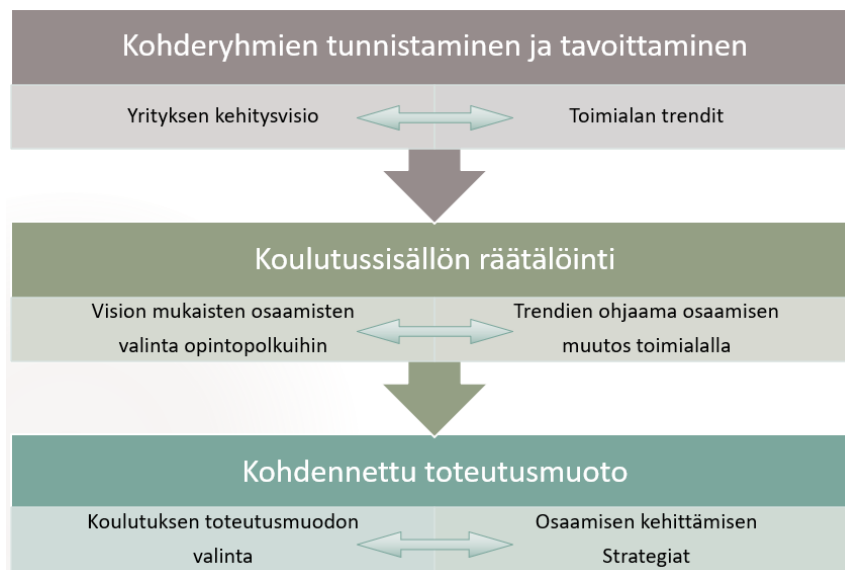 Kohderyhmien tunnistaminen ja tavoittaminen
Yrityksen kehitysvisio
Toimialan trendit
Koulutussisällön räätälöinti
Vision mukaisten osaamisten
valinta opintopolkuihin
Trendien ohjaama osaamisen
muutos toimialalla
Kohdennettu toteutusmuoto
Koulutuksen toteutusmuodon
valinta
Osaamisen kehittämisen
Strategiat